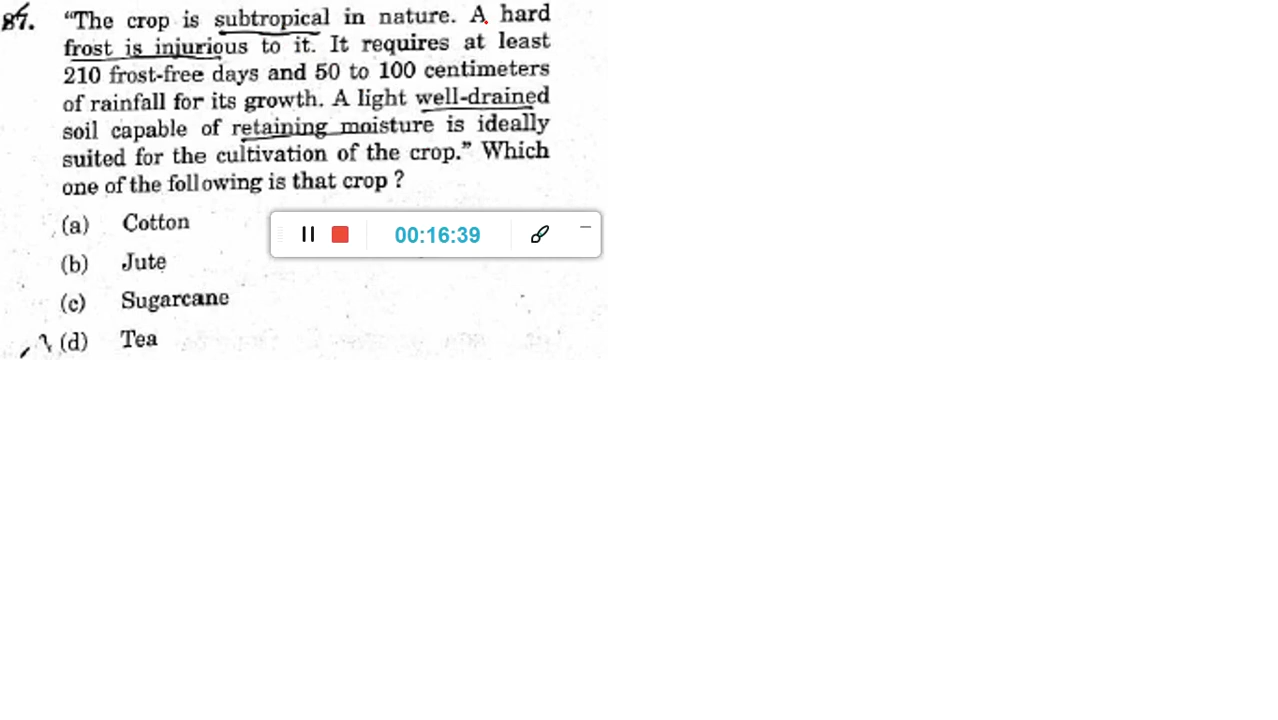 87. "The crop is subtropical in nature. A hard
frost is injurious to it. It requires at least
210 frost-free days and 50 to 100 centimeters
of rainfall for its growth. A light well-drained
soil capable of retaining moisture is ideally
suited for the cultivation of the crop." Which
one of the following is that crop ?
(a) Cotton
00:16:39
(b) Jute
(c) Sugarcane
(d) Tea